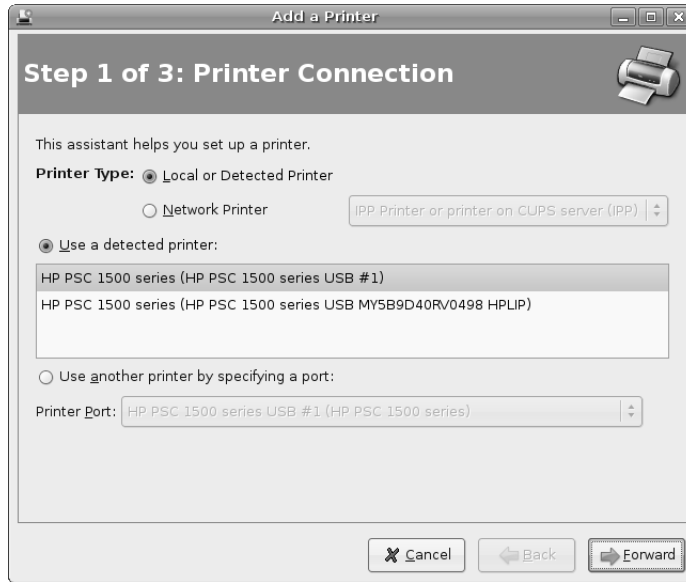 Add a Printer
Step 1 of 3: Printer Connection
This assistant helps you set up a printer.
Printer Type: Local or Detected Printer
Network Printer IPP Printer or printer on CUPS server (IPP)
Use a detected printer:
HP PSC 1500 series (HP PSC 1500 series USB #1)
HP PSC 1500 series (HP PSC 1500 series USB MY5B9D40RV0498 HPLIP)
Use another printer by specifying a port:
Printer Port: HP PSC 1500 series USB #1 (HP PSC 1500 series)
Cancel Back Forward